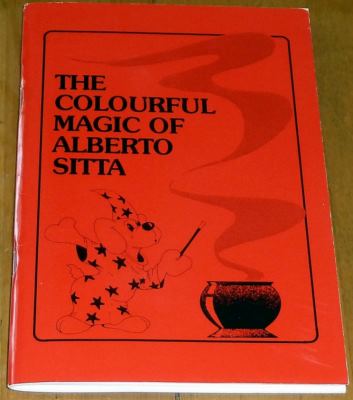 THE
COLOURFUL
MAGIC OF
ALBERTO
SITTA